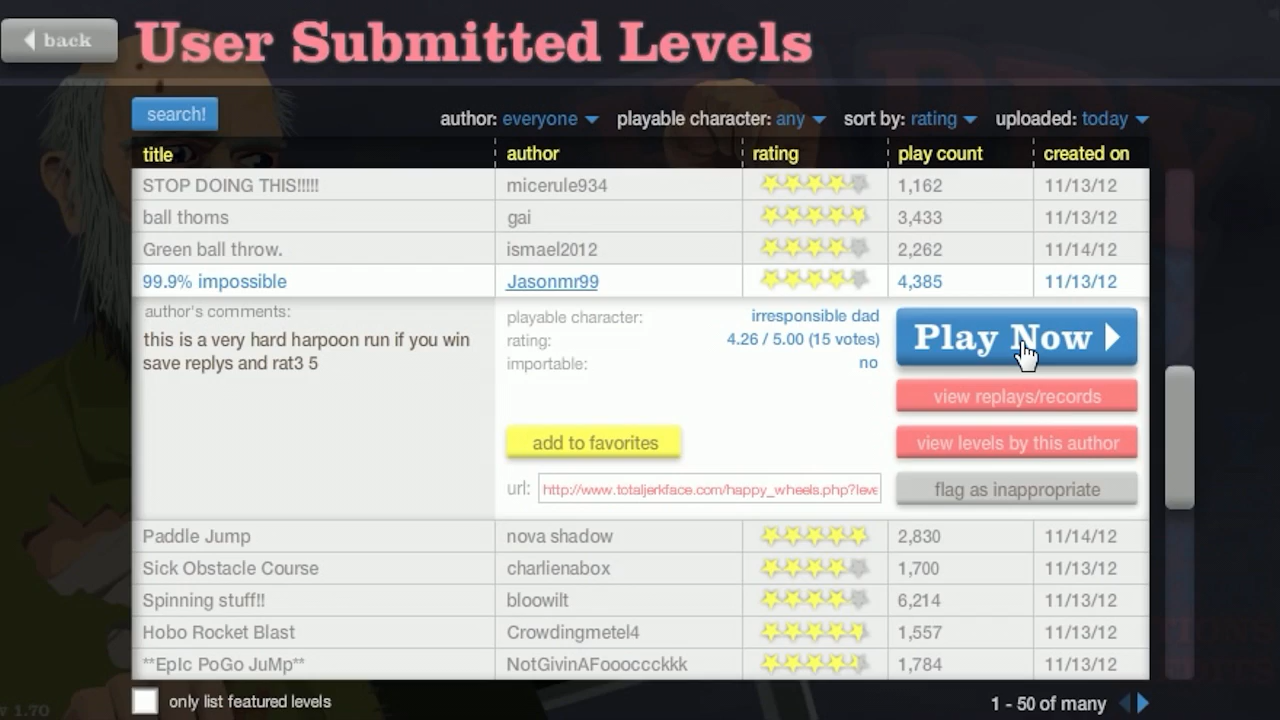 back
User Submitted Levels
search!
author: everyone playable character: any sort by: rating uploaded: today
title author rating play count created on
STOP DOING THIS!!!!! micerule934 1,162 11/13/12
ball thoms gai 3,433 11/13/12
Green ball throw. ismael2012 2,262 11/14/12
99.9% impossible Jasonmr99 4,385 11/13/12
author's comments:
this is a very hard harpoon run if you win
save replys and rat3 5
playable character: irresponsible dad
rating: 4.26 / 5.00 (15 votes)
importable: no
add to favorites
url: http://www.totaljerkface.com/happy_wheels.php?leve
Play Now
view replays/records
view levels by this author
flag as inappropriate
Paddle Jump nova shadow 2,830 11/14/12
Sick Obstacle Course charlienabox 1,700 11/13/12
Spinning stuff!! bloowilt 6,214 11/13/12
Hobo Rocket Blast Crowdingmetel4 1,557 11/13/12
**EpIc PoGo JuMp** NotGivinAFoooccckkk 1,784 11/13/12
only list featured levels
1 - 50 of many
v 1.70